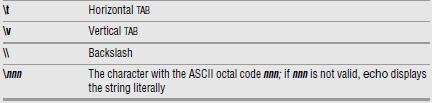 \t Horizontal TAB
\v Vertical TAB
\\ Backslash
\nnn The character with the ASCII octal code nnn; if nnn is not valid, echo displays
the string literally